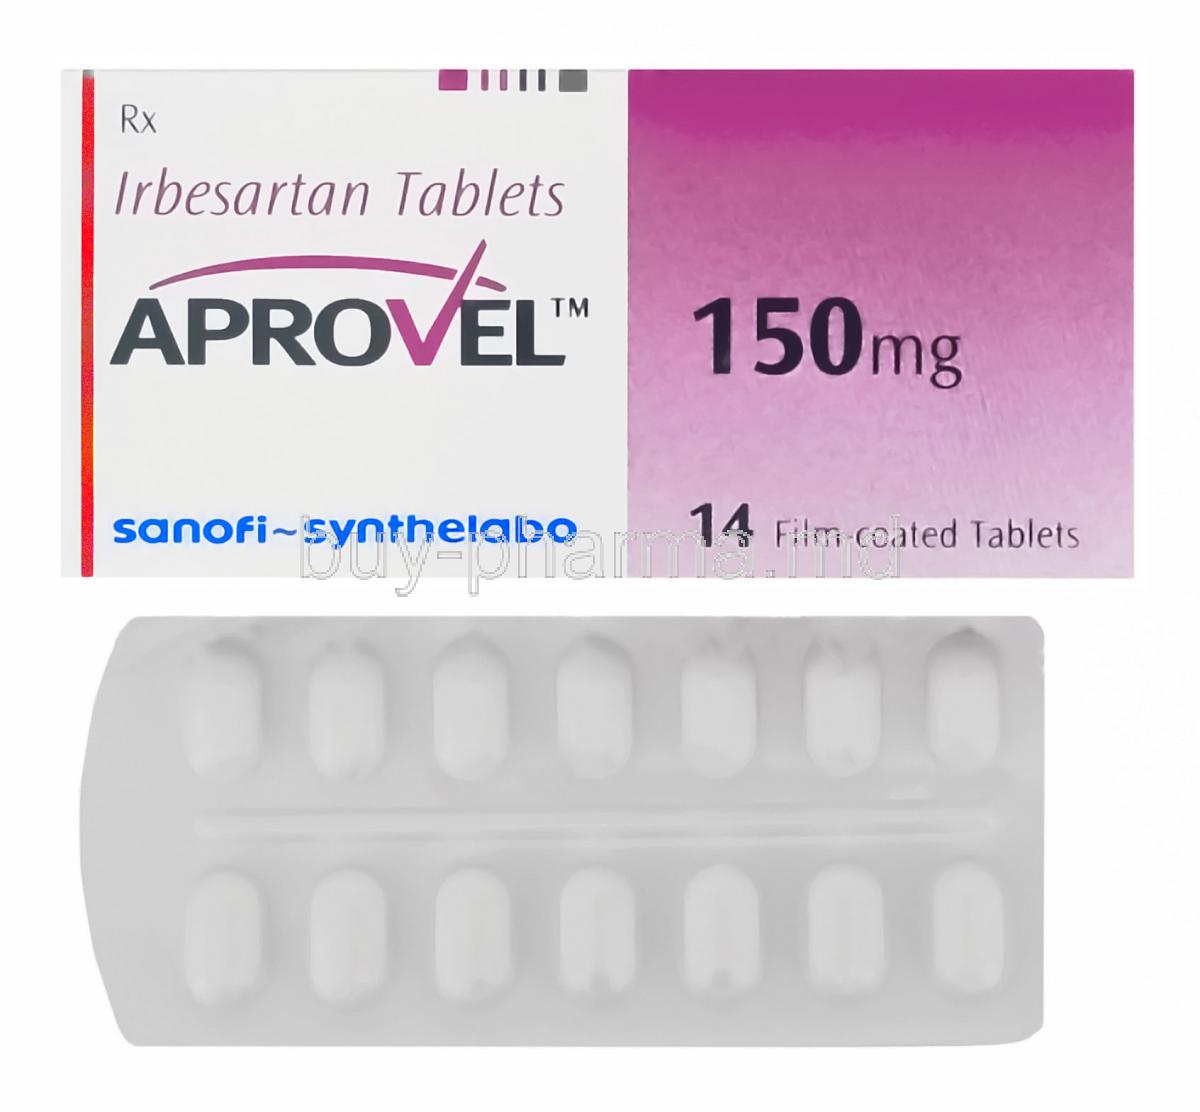 Rx
Irbesartan Tablets
APROVEL™
150mg
sanofi~synthelabo
14 Film-coated Tablets
buy-pharma.md